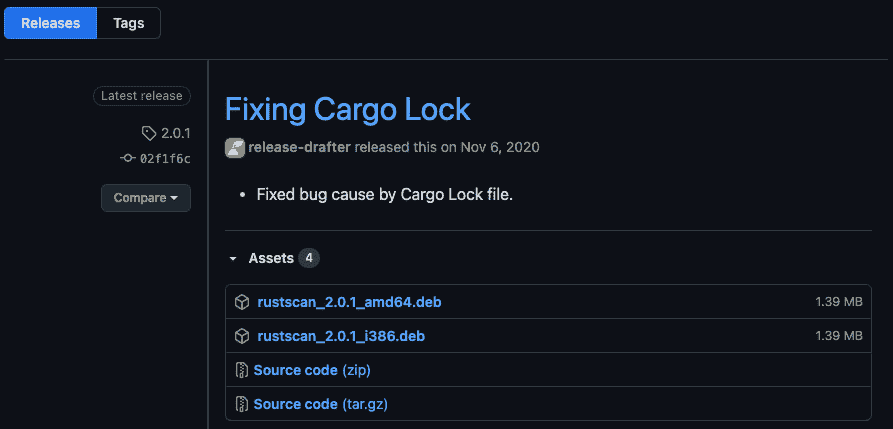 Releases Tags
Latest release
2.0.1
02f1f6c
Compare
Fixing Cargo Lock
release-drafter released this on Nov 6, 2020
• Fixed bug cause by Cargo Lock file.
Assets 4
rustscan_2.0.1_amd64.deb 1.39 MB
rustscan_2.0.1_i386.deb 1.39 MB
Source code (zip)
Source code (tar.gz)